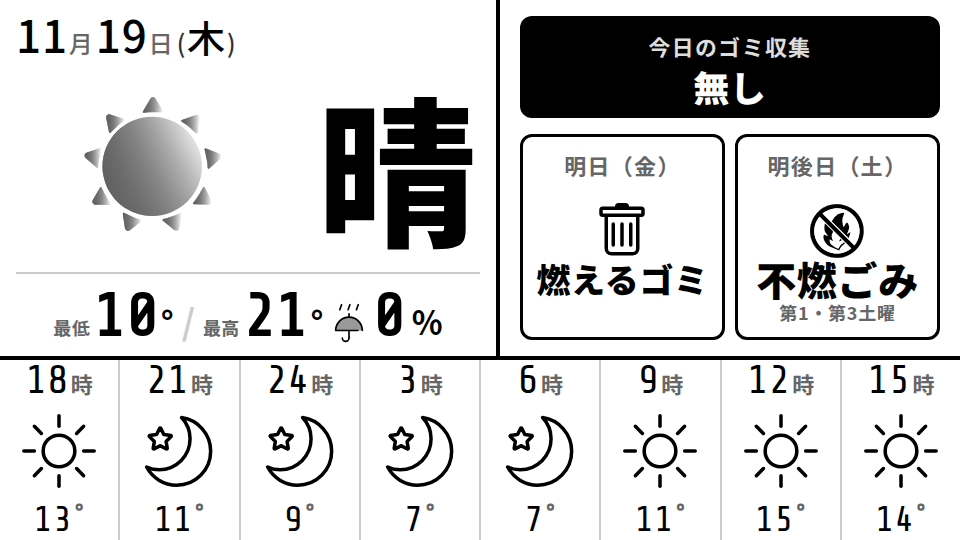 11月19日(木)
晴
最低 10° / 最高 21° 0%
今日のゴミ収集
無し
明日（金）
燃えるゴミ
明後日（土）
不燃ごみ
第1・第3土曜
18時 21時 24時 3時 6時 9時 12時 15時
13° 11° 9° 7° 7° 11° 15° 14°